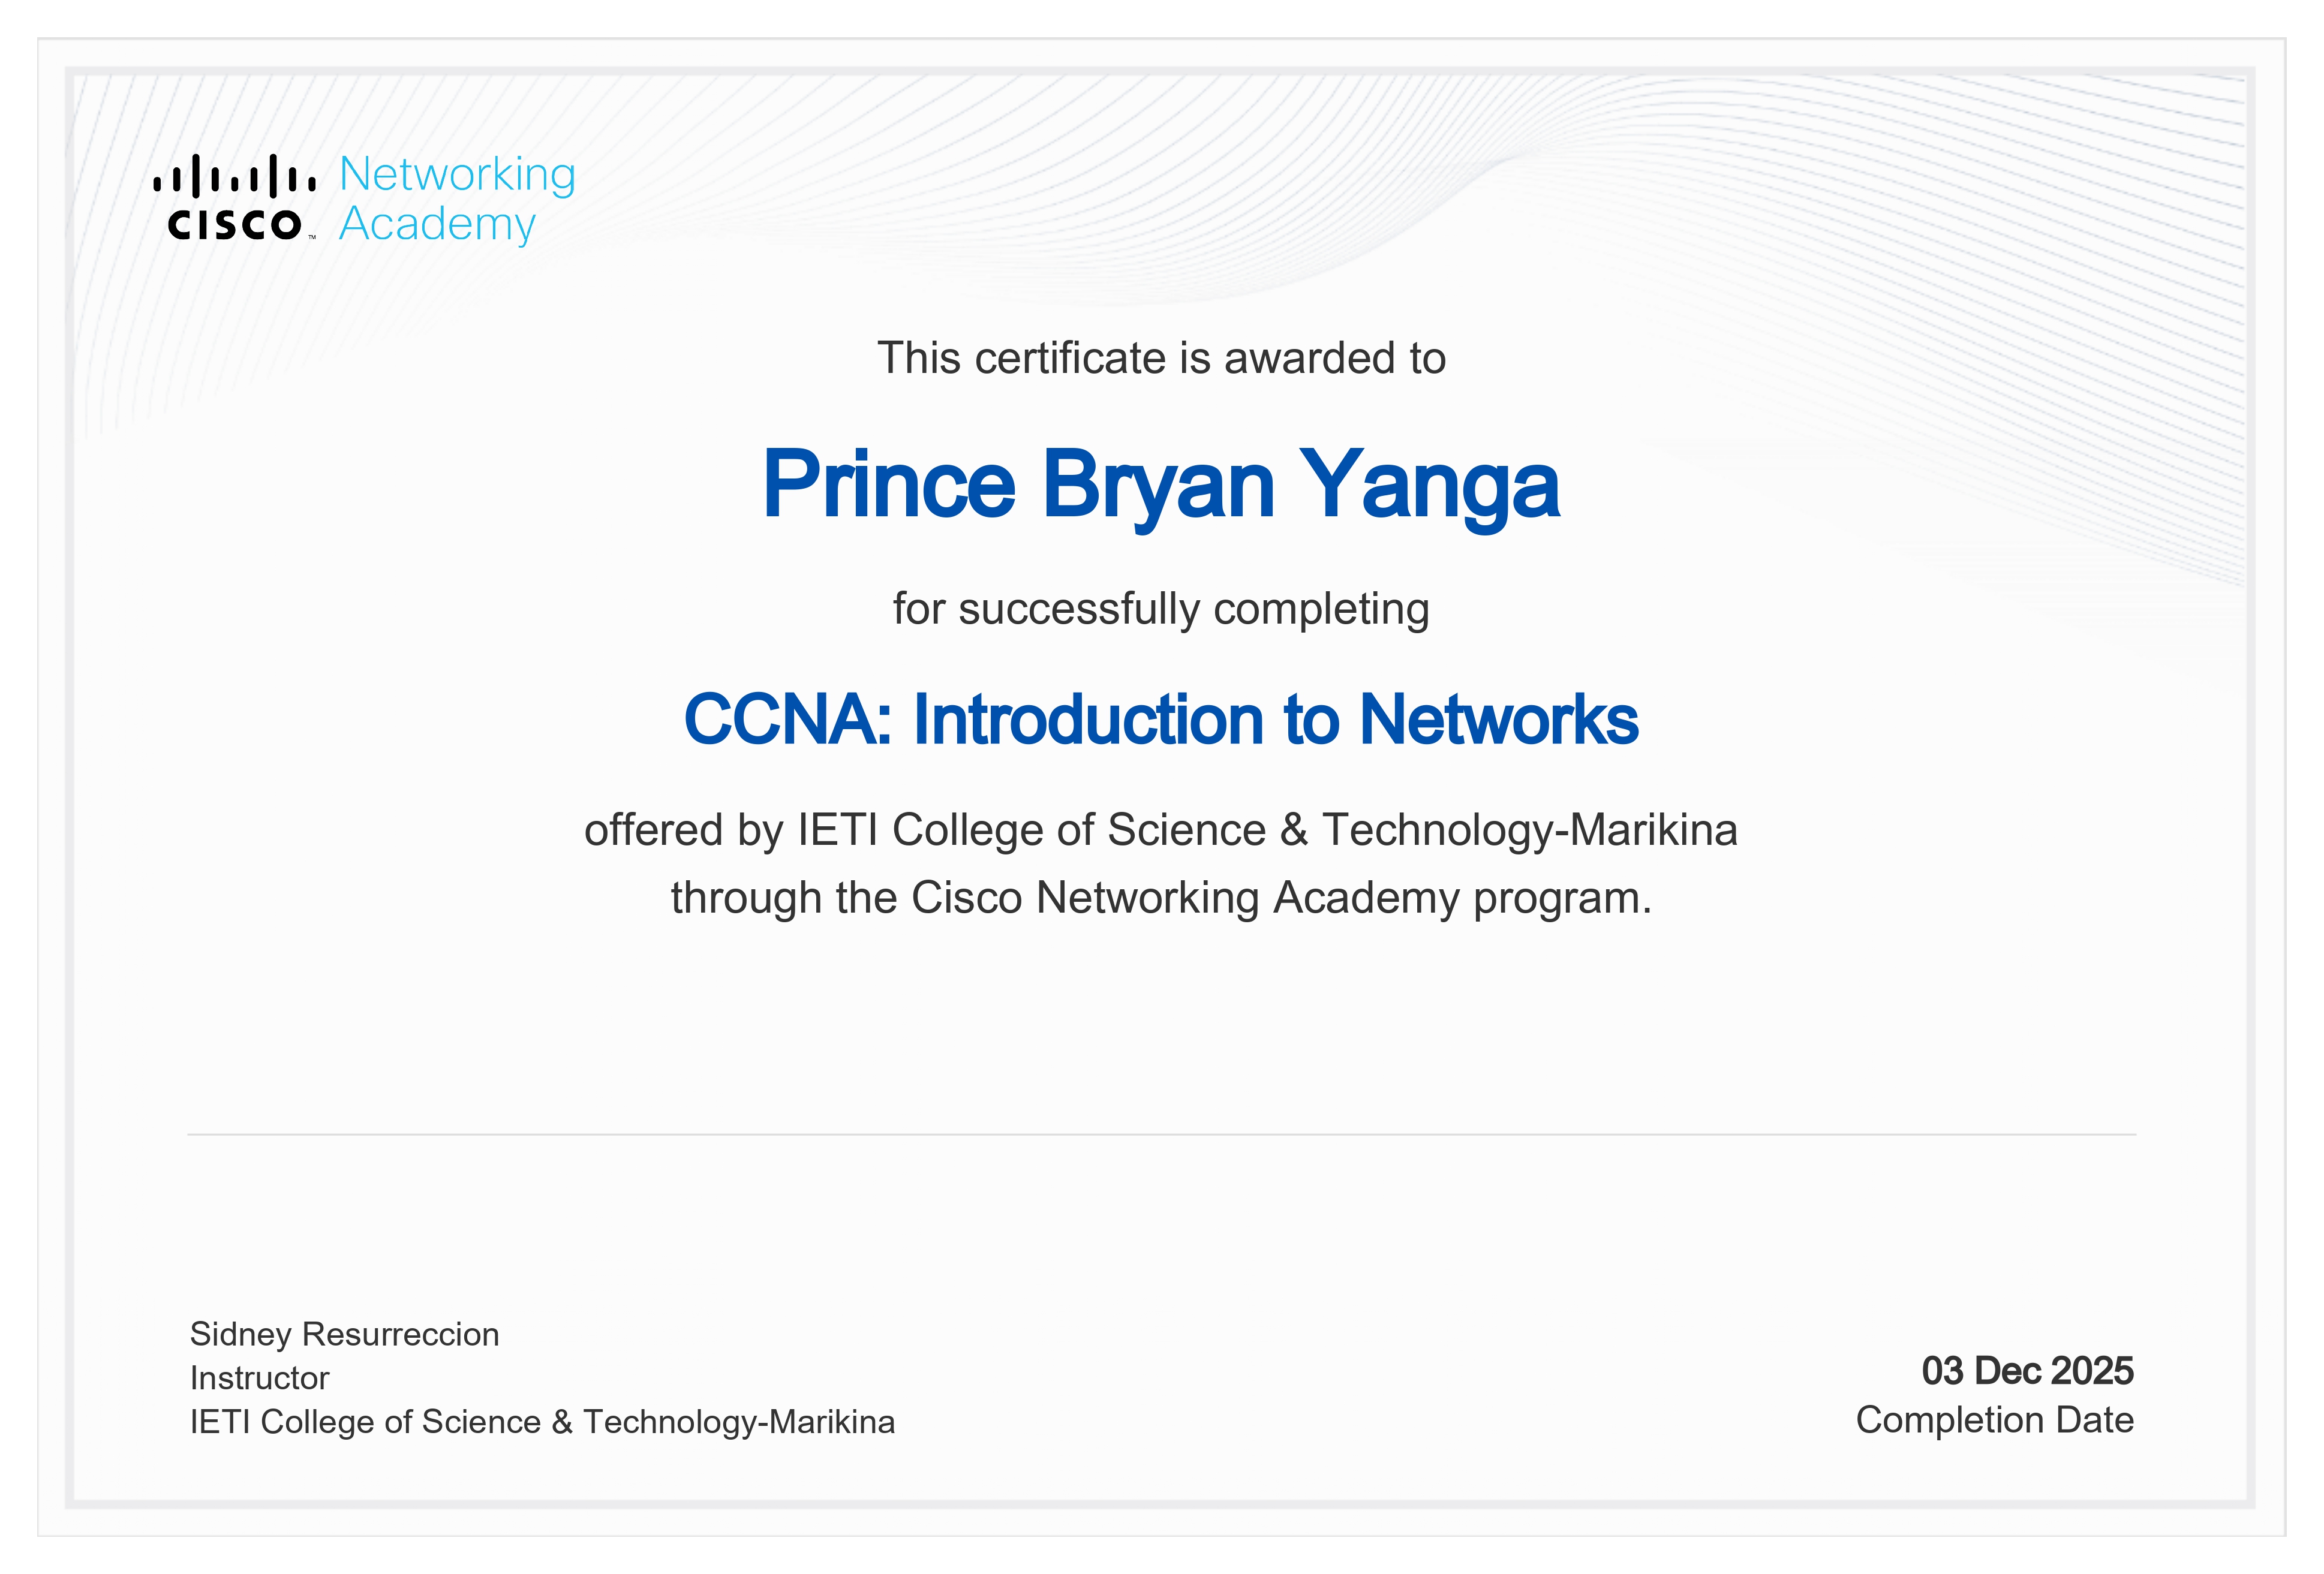 CISCO™ Networking
Academy
This certificate is awarded to
Prince Bryan Yanga
for successfully completing
CCNA: Introduction to Networks
offered by IETI College of Science & Technology-Marikina
through the Cisco Networking Academy program.
Sidney Resurreccion
Instructor
IETI College of Science & Technology-Marikina
03 Dec 2025
Completion Date